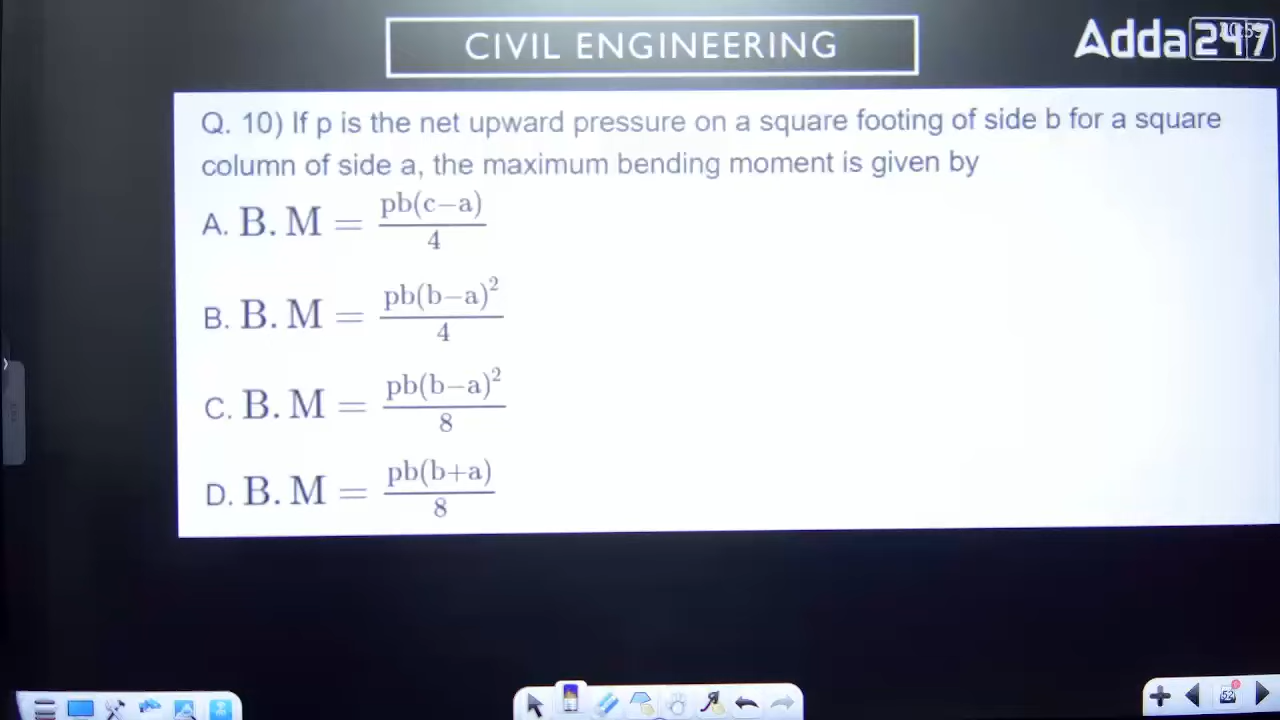 CIVIL ENGINEERING
Adda247
Q. 10) If p is the net upward pressure on a square footing of side b for a square
column of side a, the maximum bending moment is given by
A. B. M = pb(c−a)/4
B. B. M = pb(b−a)²/4
C. B. M = pb(b−a)²/8
D. B. M = pb(b+a)/8